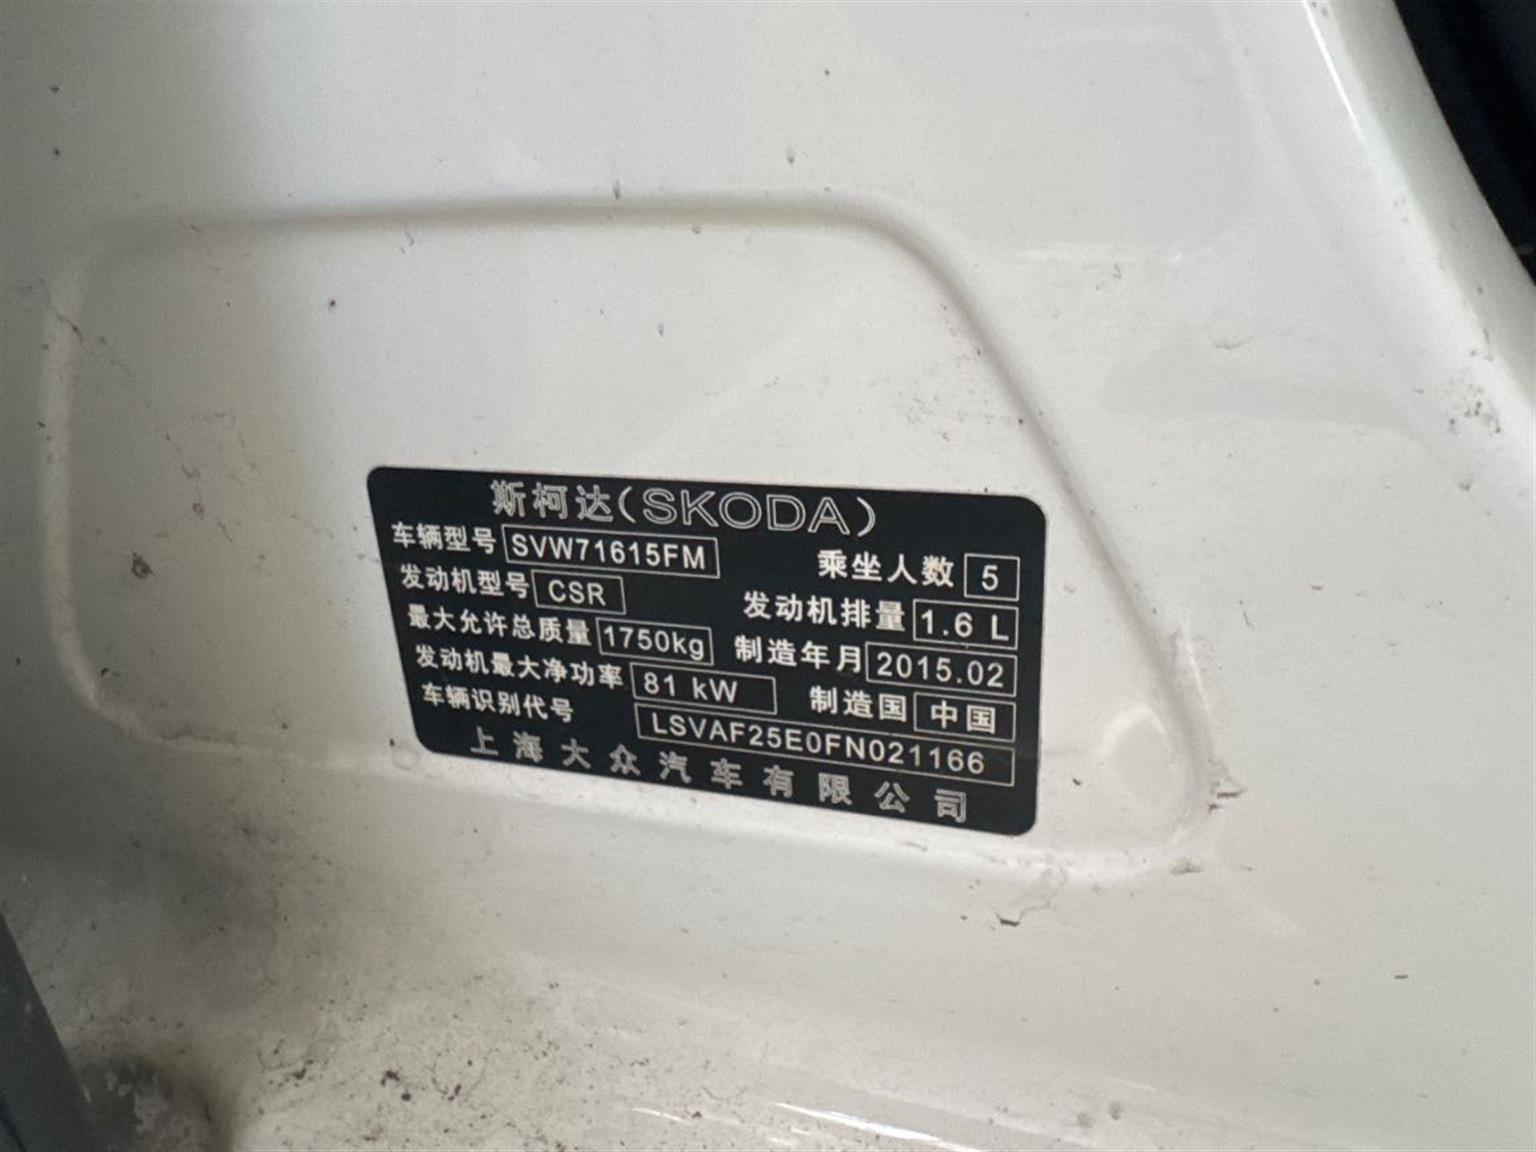 斯柯达(SKODA)
车辆型号 SVW71615FM 乘坐人数 5
发动机型号 CSR 发动机排量 1.6 L
最大允许总质量 1750kg 制造年月 2015.02
发动机最大净功率 81 kW 制造国 中国
车辆识别代号 LSVAF25E0FN021166
上海大众汽车有限公司